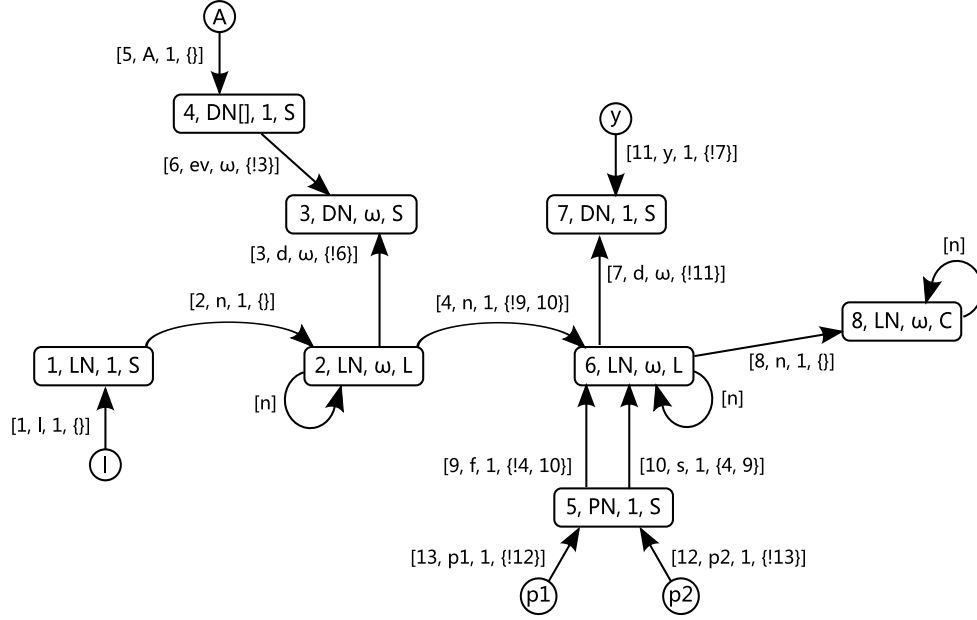 A
[5, A, 1, {}]
4, DN[], 1, S
y
[6, ev, ω, {!3}]
[11, y, 1, {!7}]
3, DN, ω, S
7, DN, 1, S
[n]
[3, d, ω, {!6}]
[7, d, ω, {!11}]
[2, n, 1, {}]
[4, n, 1, {!9, 10}]
8, LN, ω, C
1, LN, 1, S
2, LN, ω, L
6, LN, ω, L
[8, n, 1, {}]
[n]
[n]
[1, l, 1, {}]
l
[9, f, 1, {!4, 10}]
[10, s, 1, {4, 9}]
5, PN, 1, S
[13, p1, 1, {!12}]
[12, p2, 1, {!13}]
p1
p2